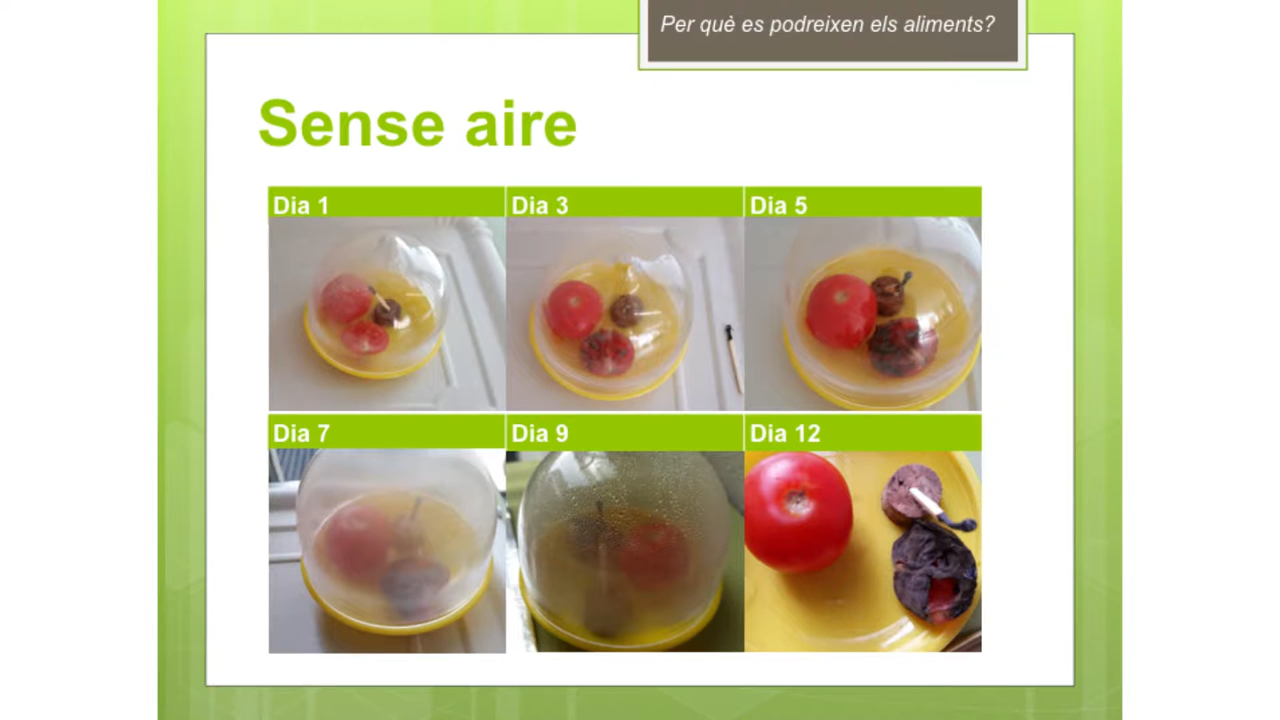 Per què es podreixen els aliments?
Sense aire
Dia 1
Dia 3
Dia 5
Dia 7
Dia 9
Dia 12